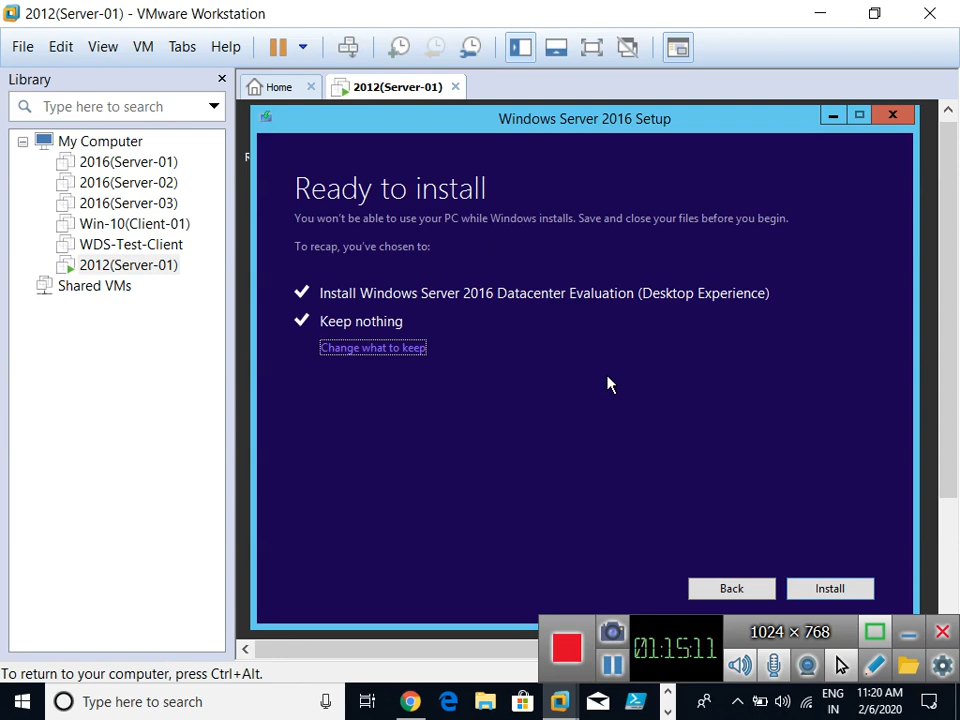 2012(Server-01) - VMware Workstation
File Edit View VM Tabs Help
Library
Type here to search
My Computer
2016(Server-01)
2016(Server-02)
2016(Server-03)
Win-10(Client-01)
WDS-Test-Client
2012(Server-01)
Shared VMs
Home
2012(Server-01)
Windows Server 2016 Setup
Ready to install
You won't be able to use your PC while Windows installs. Save and close your files before you begin.
To recap, you've chosen to:
Install Windows Server 2016 Datacenter Evaluation (Desktop Experience)
Keep nothing
Change what to keep
Back
Install
01:15:11
1024 × 768
To return to your computer, press Ctrl+Alt.
Type here to search
ENG
IN
11:20 AM
2/6/2020